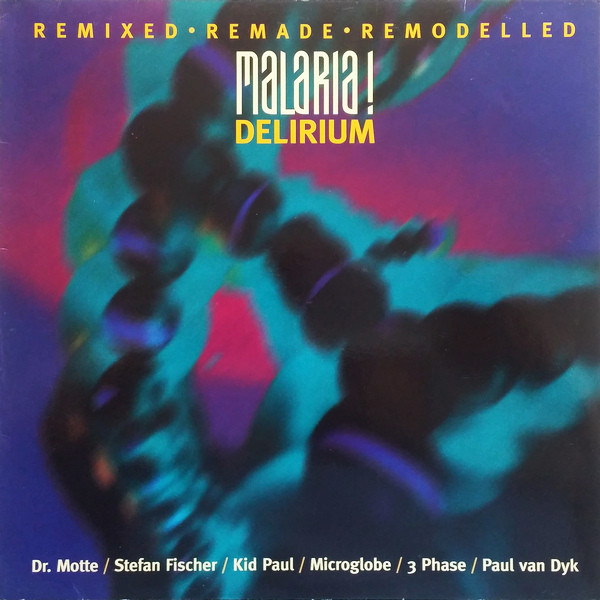 REMIXED • REMADE • REMODELLED
MALARIA!
DELIRIUM
Dr. Motte / Stefan Fischer / Kid Paul / Microglobe / 3 Phase / Paul van Dyk